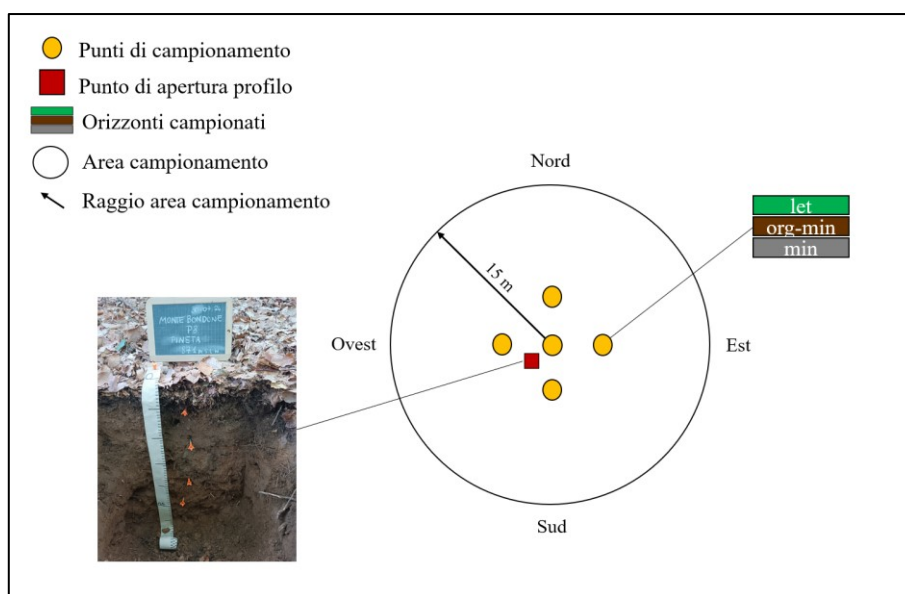 Punti di campionamento
Punto di apertura profilo
Orizzonti campionati
Area campionamento
Raggio area campionamento
Nord
let
org-min
min
15 m
Ovest
Est
Sud
MONTE BONDONE
PINETA